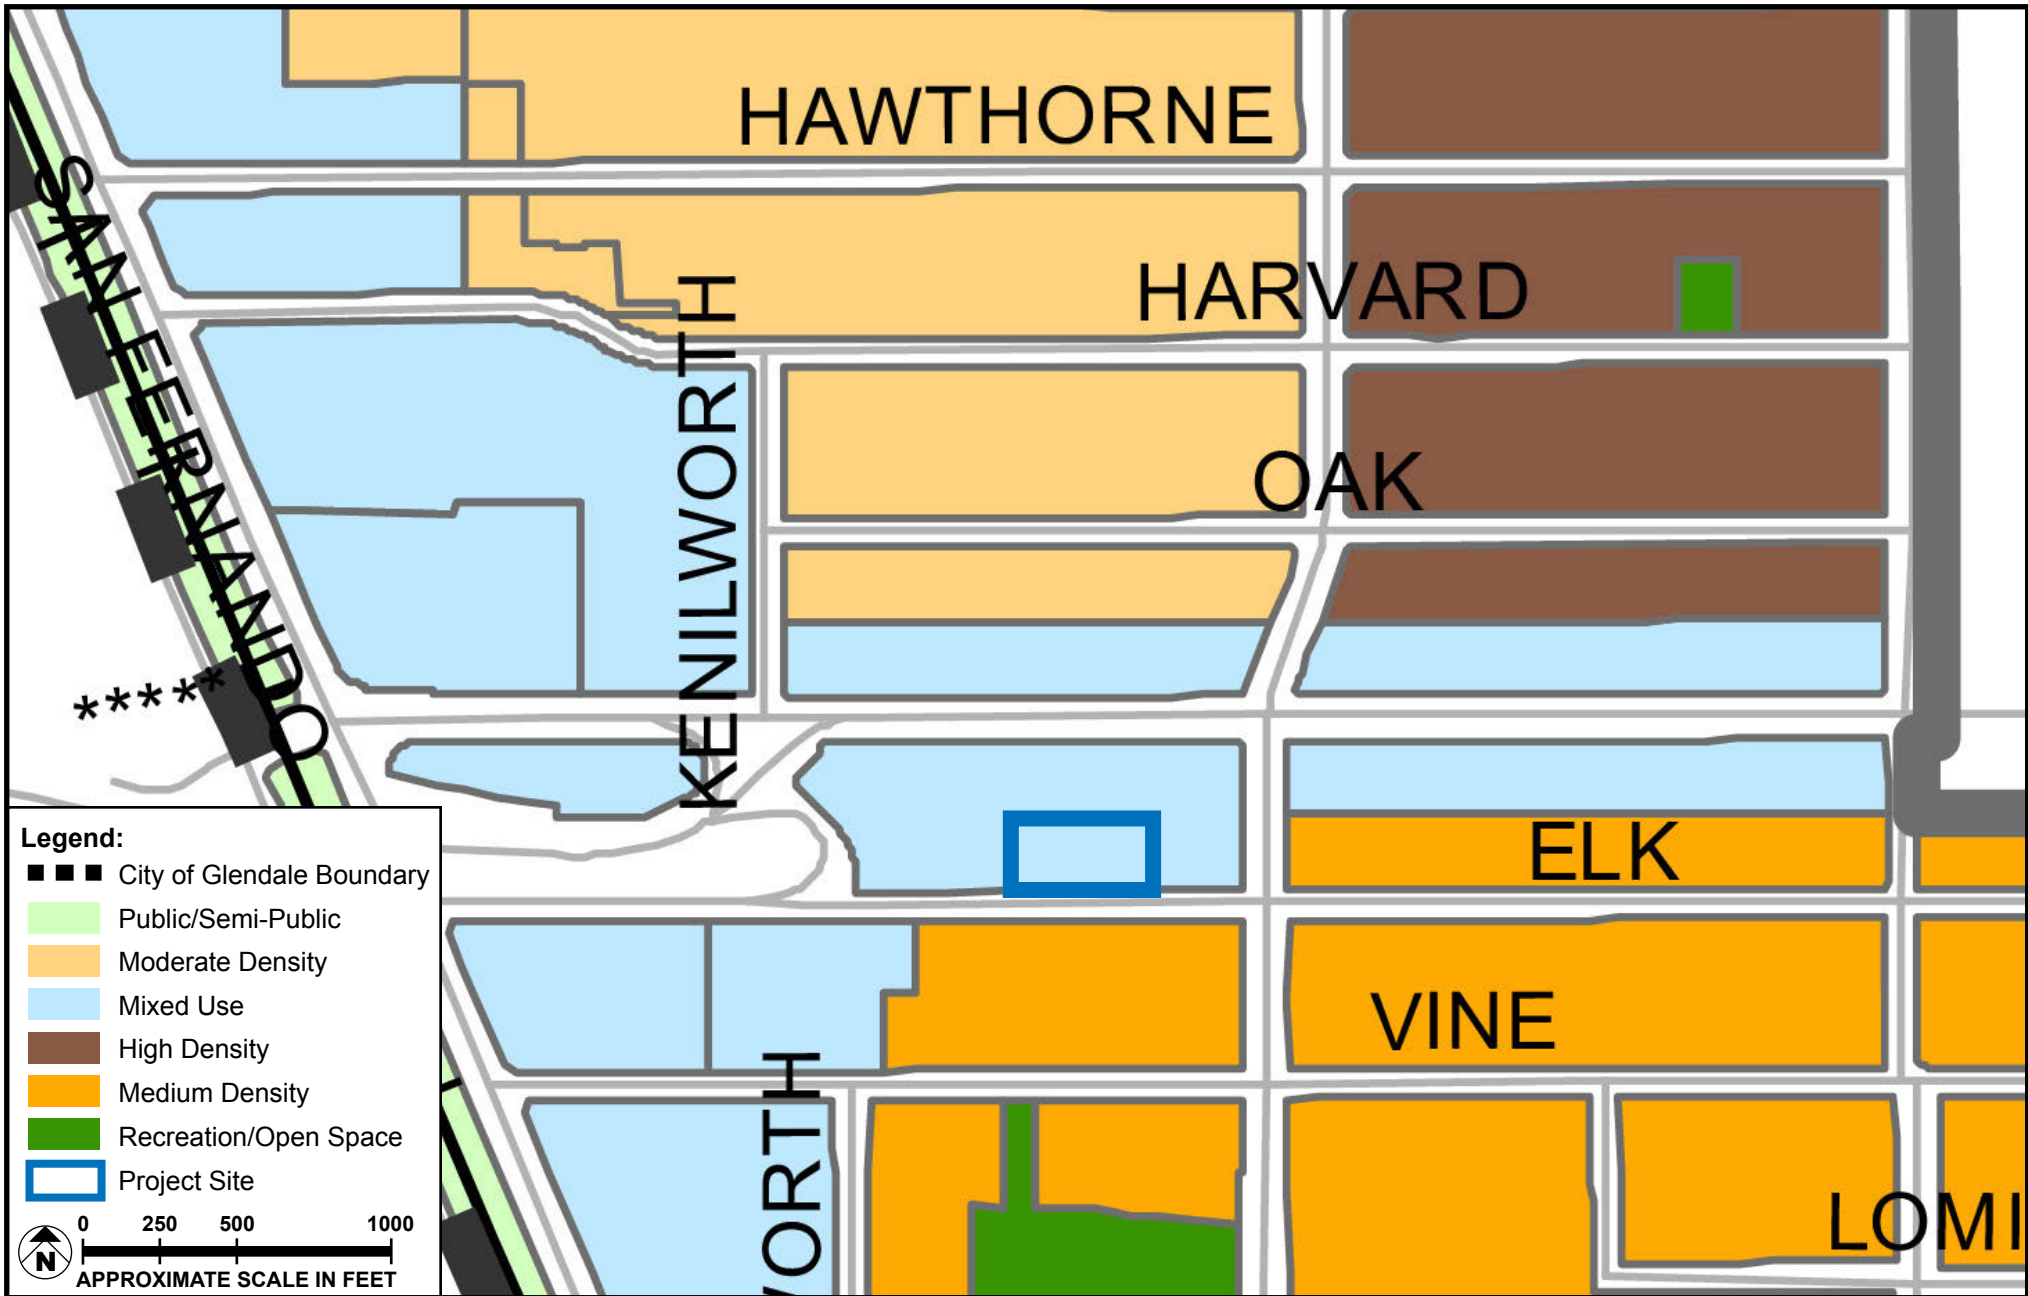 HAWTHORNE
SAN FERNANDO
HARVARD
KENILWORTH
OAK
*****
ELK
VINE
WORTH
LOMI
Legend:
City of Glendale Boundary
Public/Semi-Public
Moderate Density
Mixed Use
High Density
Medium Density
Recreation/Open Space
Project Site
0 250 500 1000
N
APPROXIMATE SCALE IN FEET